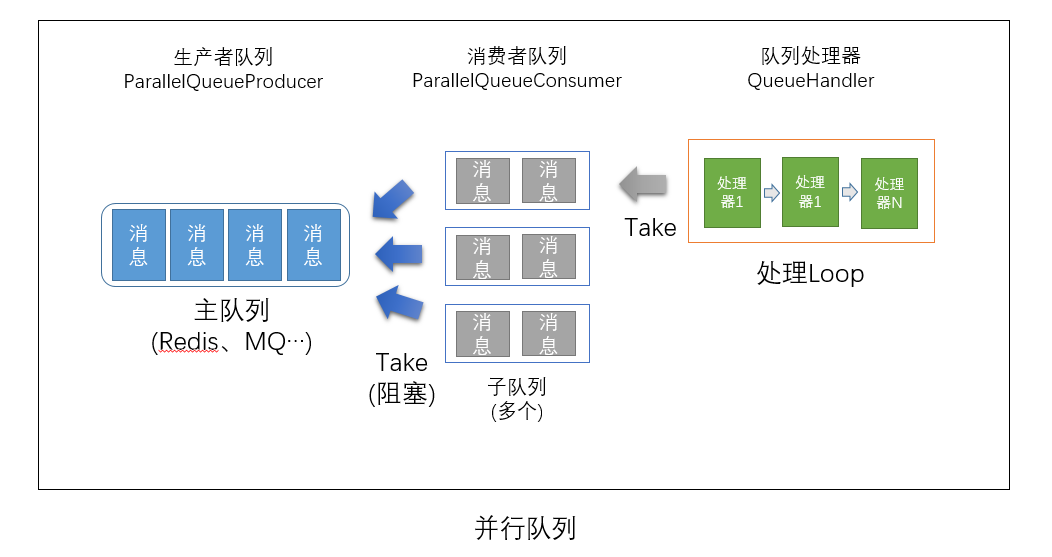 生产者队列
ParallelQueueProducer
消费者队列
ParallelQueueConsumer
队列处理器
QueueHandler
消
息
消
息
消
息
消
息
主队列
(Redis、MQ…)
Take
(阻塞)
消
息
消
息
消
息
消
息
消
息
消
息
子队列
(多个)
Take
处理
器1
处理
器1
处理
器N
处理Loop
并行队列